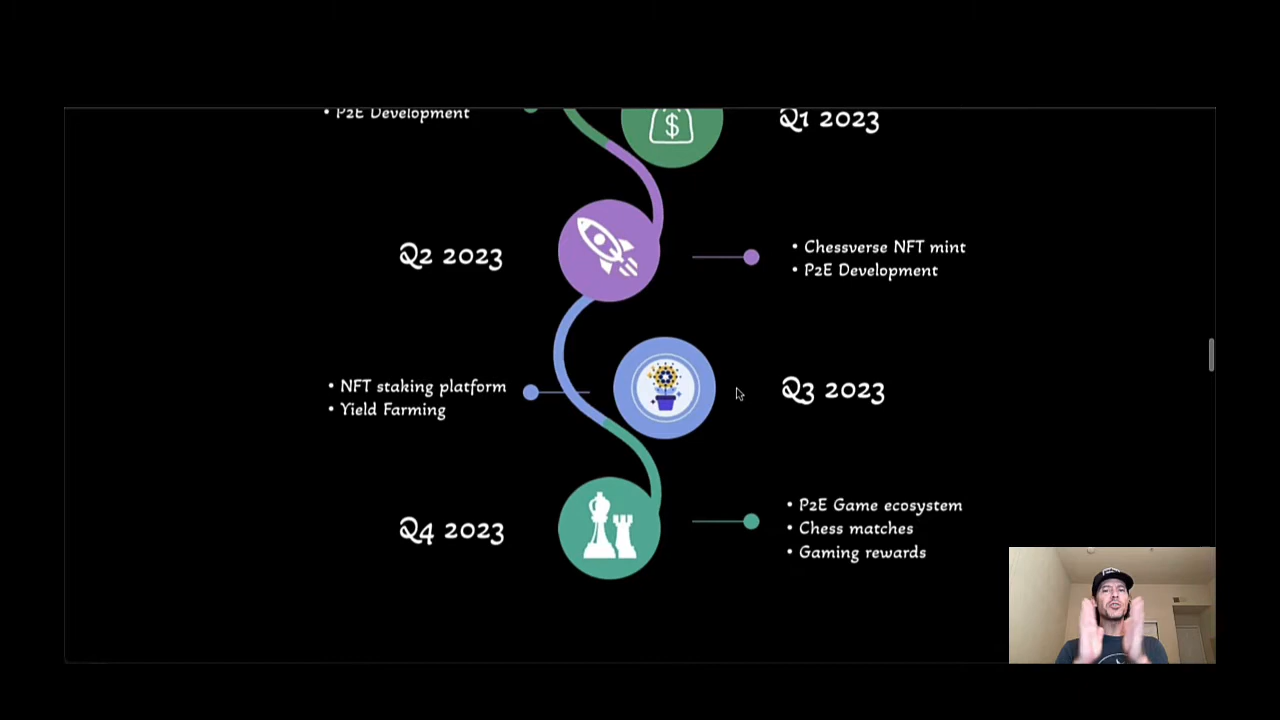 • P2E Development
$
Q1 2023
Q2 2023
• Chessverse NFT mint
• P2E Development
• NFT staking platform
• Yield Farming
Q3 2023
Q4 2023
• P2E Game ecosystem
• Chess matches
• Gaming rewards